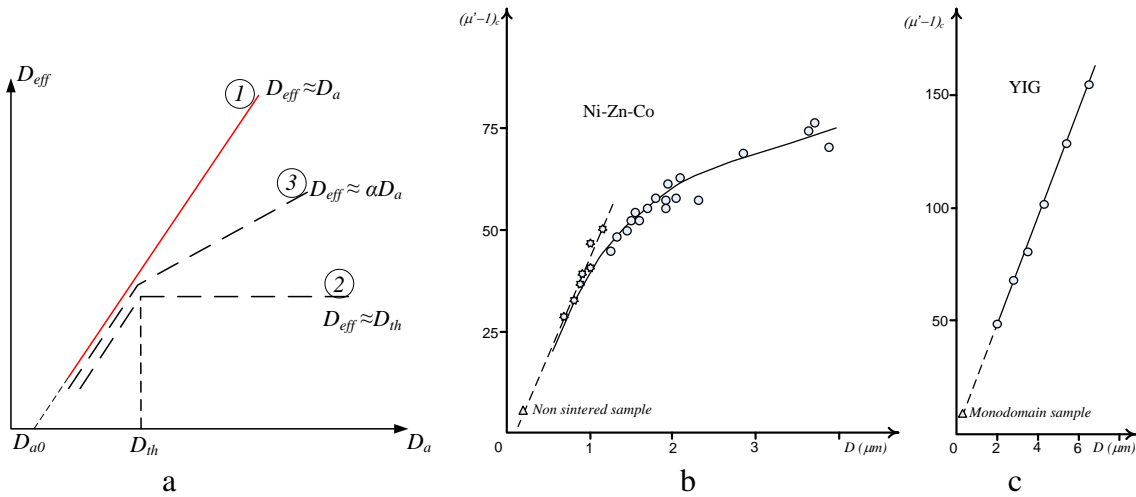 D_eff
1
D_eff≈D_a
3
D_eff≈ αD_a
2
D_eff≈D_th
D_a0
D_th
D_a
a
(μ'–1)_c
Ni-Zn-Co
75
50
25
Non sintered sample
0
1
2
3
D (μm)
b
(μ'–1)_c
YIG
150
100
50
Monodomain sample
0
2
4
6
D (μm)
c